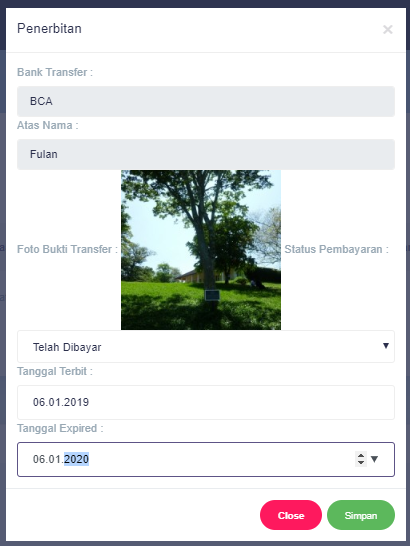 Penerbitan ×
Bank Transfer :
BCA
Atas Nama :
Fulan
Foto Bukti Transfer : Status Pembayaran :
Telah Dibayar
Tanggal Terbit :
06.01.2019
Tanggal Expired :
06.01.2020
Close Simpan